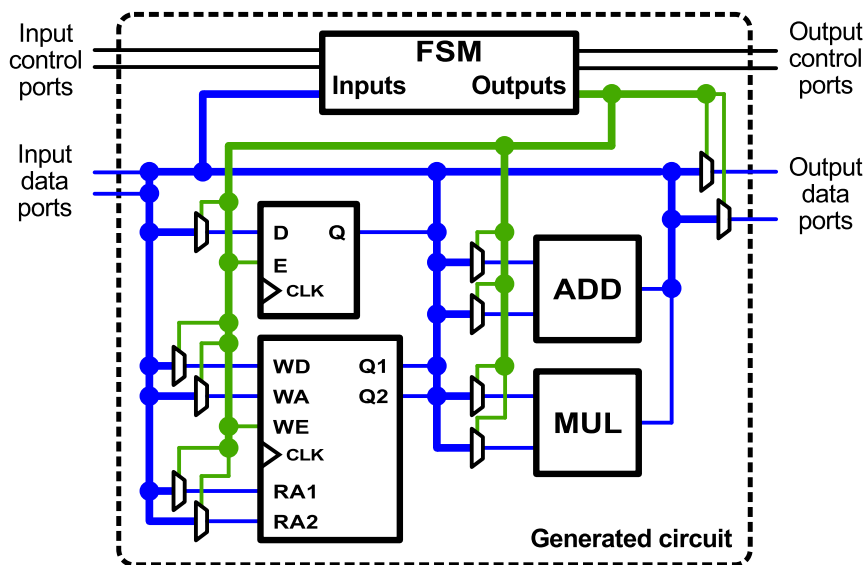 Input
control
ports
FSM
Inputs
Outputs
Output
control
ports
Input
data
ports
Output
data
ports
D
Q
E
CLK
ADD
WD
Q1
WA
Q2
WE
CLK
RA1
RA2
MUL
Generated circuit